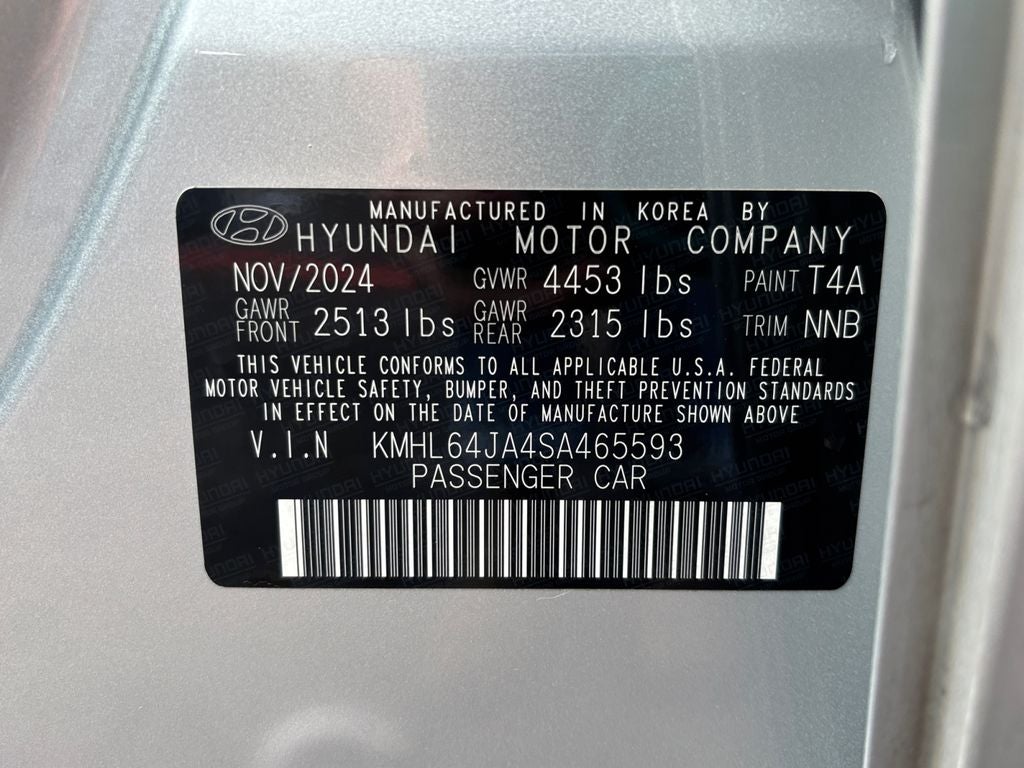 MANUFACTURED IN KOREA BY
HYUNDAI MOTOR COMPANY
NOV/2024 GVWR 4453 lbs PAINT T4A
GAWR FRONT 2513 lbs GAWR REAR 2315 lbs TRIM NNB
THIS VEHICLE CONFORMS TO ALL APPLICABLE U.S.A. FEDERAL
MOTOR VEHICLE SAFETY, BUMPER, AND THEFT PREVENTION STANDARDS
IN EFFECT ON THE DATE OF MANUFACTURE SHOWN ABOVE
V.I.N KMHL64JA4SA465593
PASSENGER CAR